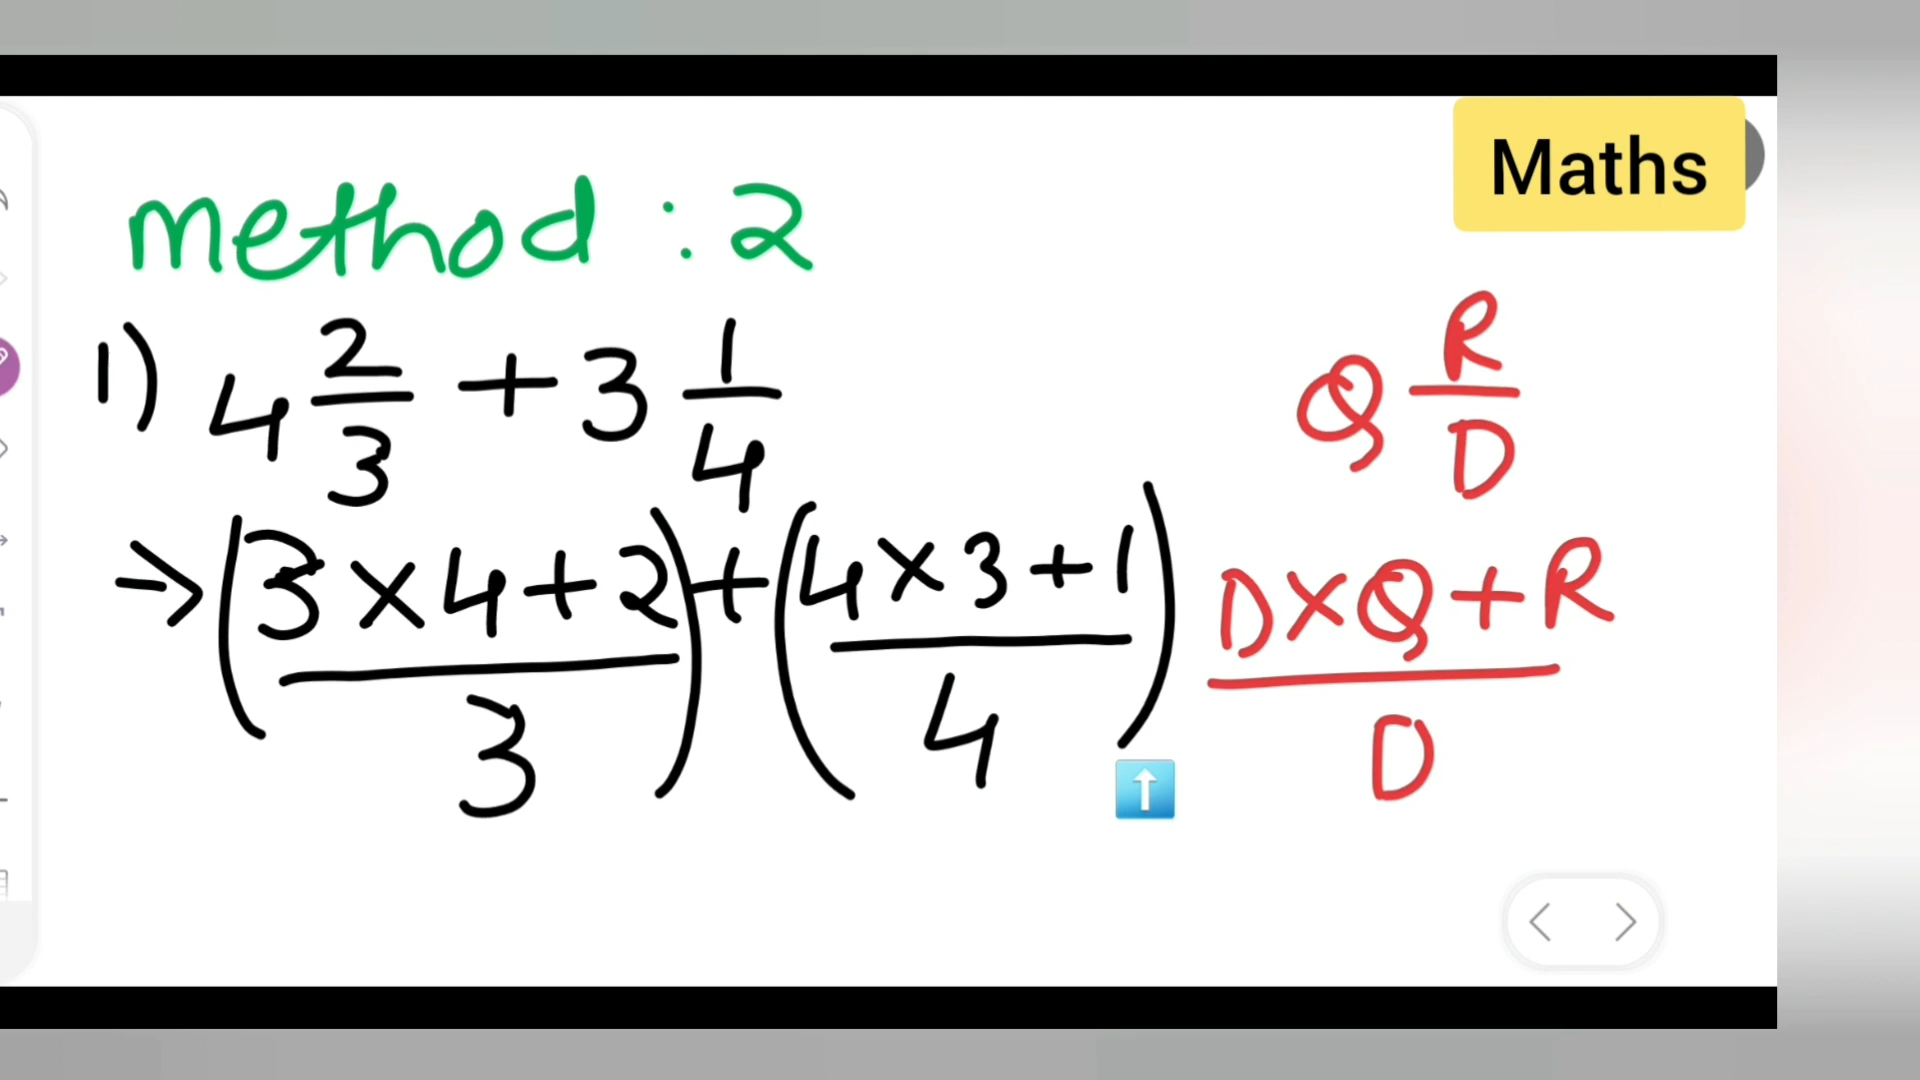 Maths
method : 2
1) 4 2/3 + 3 1/4
⇒ (3 × 4 + 2 / 3) + (4 × 3 + 1 / 4)
Q R/D
D × Q + R / D